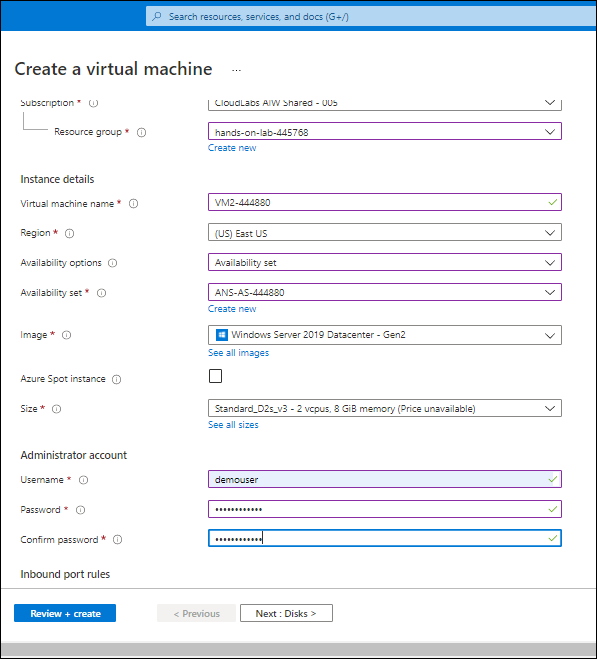 Search resources, services, and docs (G+/)
Create a virtual machine ...
Subscription * CloudLabs AIW Shared - 005
Resource group * hands-on-lab-445768
Create new
Instance details
Virtual machine name * VM2-444880
Region * (US) East US
Availability options Availability set
Availability set * ANS-AS-444880
Create new
Image * Windows Server 2019 Datacenter - Gen2
See all images
Azure Spot instance
Size * Standard_D2s_v3 - 2 vcpus, 8 GiB memory (Price unavailable)
See all sizes
Administrator account
Username * demouser
Password * ••••••••••••
Confirm password * ••••••••••••
Inbound port rules
Review + create < Previous Next : Disks >